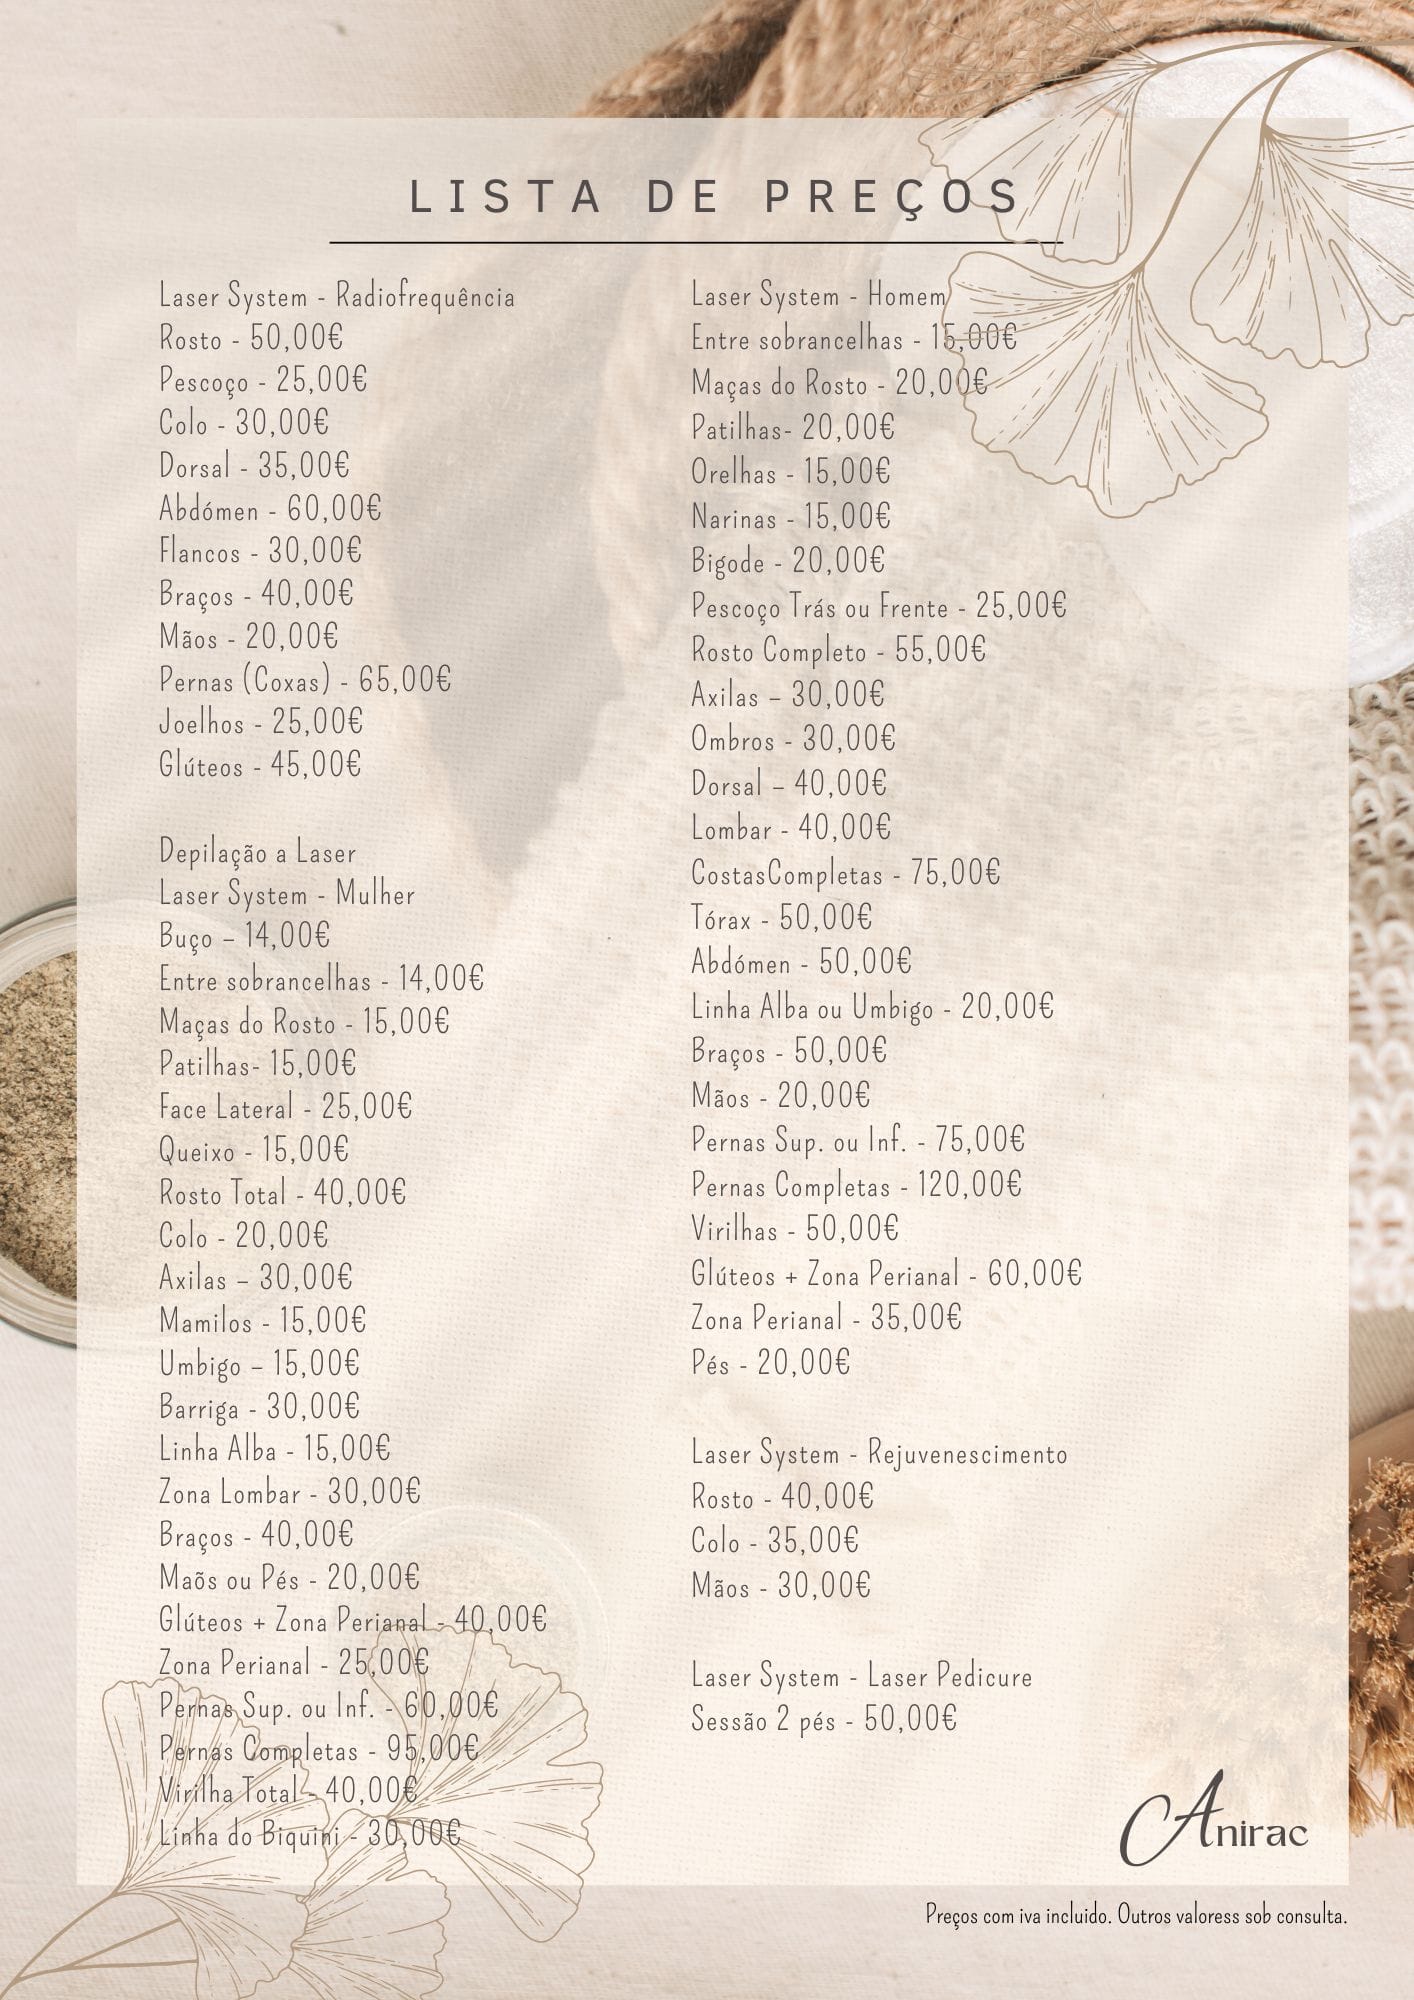 LISTA DE PREÇOS
Laser System - Radiofrequência
Rosto - 50,00€
Pescoço - 25,00€
Colo - 30,00€
Dorsal - 35,00€
Abdómen - 60,00€
Flancos - 30,00€
Braços - 40,00€
Mãos - 20,00€
Pernas (Coxas) - 65,00€
Joelhos - 25,00€
Glúteos - 45,00€
Depilação a Laser
Laser System - Mulher
Buço – 14,00€
Entre sobrancelhas - 14,00€
Maças do Rosto - 15,00€
Patilhas- 15,00€
Face Lateral - 25,00€
Queixo - 15,00€
Rosto Total - 40,00€
Colo - 20,00€
Axilas – 30,00€
Mamilos - 15,00€
Umbigo – 15,00€
Barriga - 30,00€
Linha Alba - 15,00€
Zona Lombar - 30,00€
Braços - 40,00€
Maõs ou Pés - 20,00€
Glúteos + Zona Perianal - 40,00€
Zona Perianal - 25,00€
Pernas Sup. ou Inf. - 60,00€
Pernas Completas - 95,00€
Virilha Total - 40,00€
Linha do Biquini - 30,00€
Laser System - Homem
Entre sobrancelhas - 15,00€
Maças do Rosto - 20,00€
Patilhas- 20,00€
Orelhas - 15,00€
Narinas - 15,00€
Bigode - 20,00€
Pescoço Trás ou Frente - 25,00€
Rosto Completo - 55,00€
Axilas – 30,00€
Ombros - 30,00€
Dorsal – 40,00€
Lombar - 40,00€
CostasCompletas - 75,00€
Tórax - 50,00€
Abdómen - 50,00€
Linha Alba ou Umbigo - 20,00€
Braços - 50,00€
Mãos - 20,00€
Pernas Sup. ou Inf. - 75,00€
Pernas Completas - 120,00€
Virilhas - 50,00€
Glúteos + Zona Perianal - 60,00€
Zona Perianal - 35,00€
Pés - 20,00€
Laser System - Rejuvenescimento
Rosto - 40,00€
Colo - 35,00€
Mãos - 30,00€
Laser System - Laser Pedicure
Sessão 2 pés - 50,00€
Anirac
Preços com iva incluido. Outros valoress sob consulta.